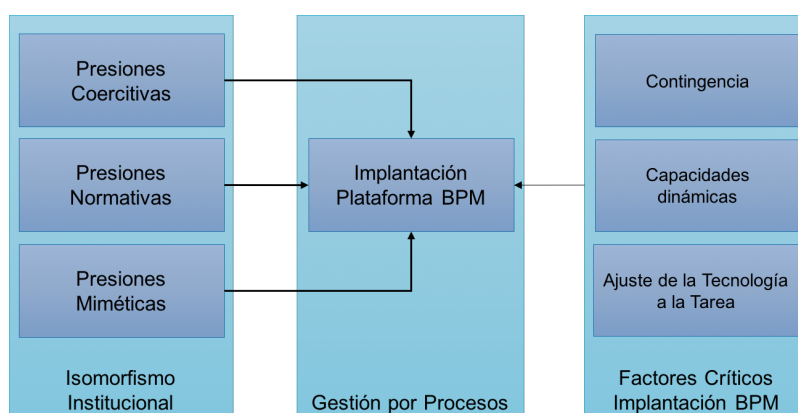 Presiones
Coercitivas
Presiones
Normativas
Presiones
Miméticas
Isomorfismo
Institucional
Implantación
Plataforma BPM
Gestión por Procesos
Contingencia
Capacidades
dinámicas
Ajuste de la Tecnología
a la Tarea
Factores Críticos
Implantación BPM